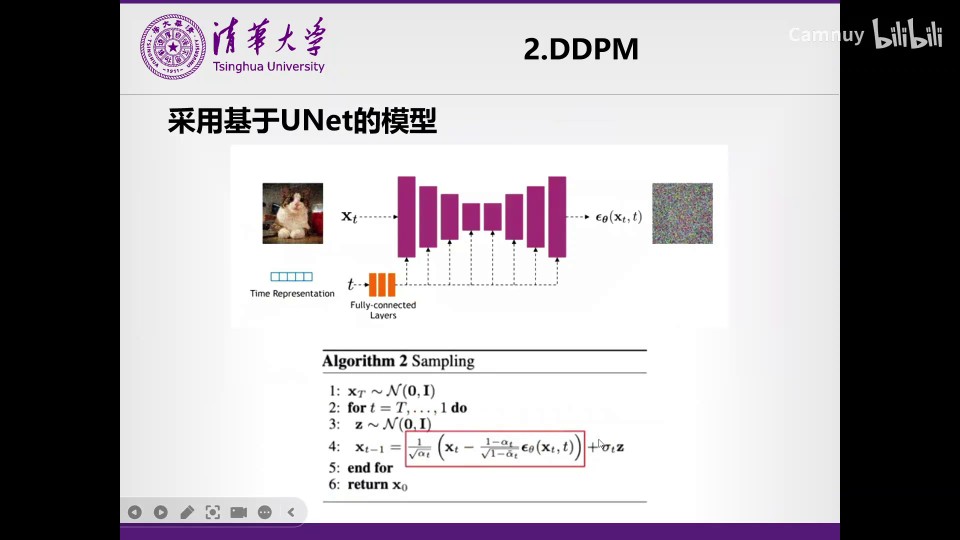 清華大学
Tsinghua University
2.DDPM
Camnuy bilibili
采用基于UNet的模型
x_t
ϵ_θ(x_t, t)
t
Time Representation
Fully-connected
Layers
Algorithm 2 Sampling
1: x_T ∼ N(0, I)
2: for t = T, . . . , 1 do
3: z ∼ N(0, I)
4: x_{t−1} = 1/√α_t (x_t − (1−α_t)/√(1−ᾱ_t) ϵ_θ(x_t, t)) + σ_t z
5: end for
6: return x_0